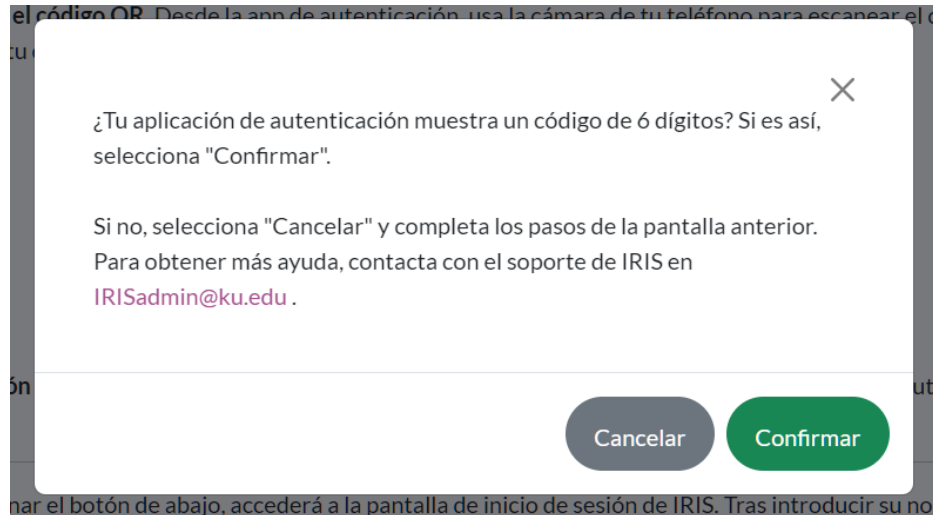 el código QR. Desde la app de autenticación, usa la cámara de tu teléfono para escanear el
tu
¿Tu aplicación de autenticación muestra un código de 6 dígitos? Si es así,
selecciona "Confirmar".
Si no, selecciona "Cancelar" y completa los pasos de la pantalla anterior.
Para obtener más ayuda, contacta con el soporte de IRIS en
IRISadmin@ku.edu .
Cancelar
Confirmar
el botón de abajo, accederá a la pantalla de inicio de sesión de IRIS. Tras introducir su